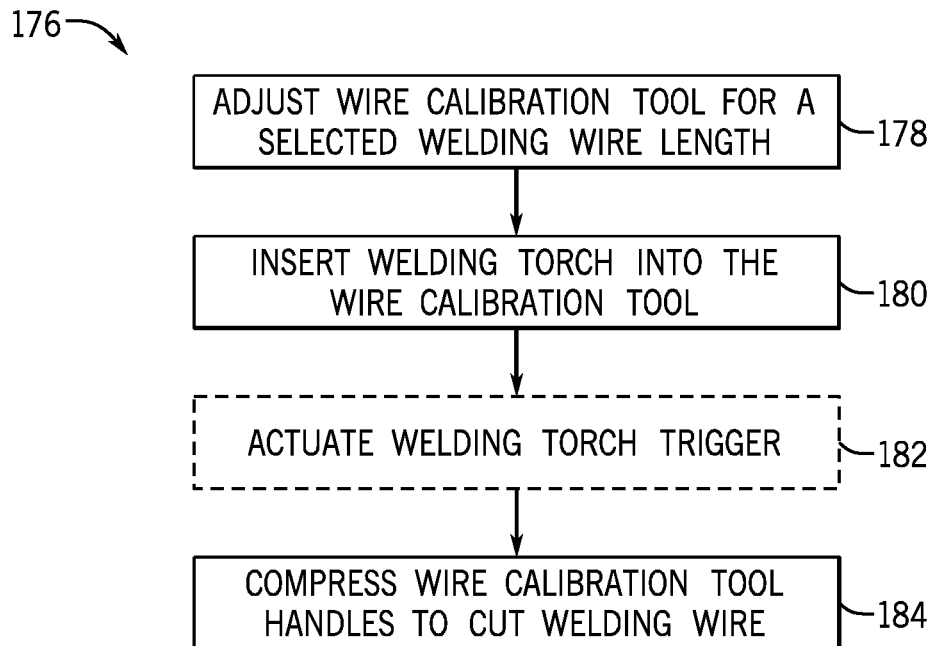 176
ADJUST WIRE CALIBRATION TOOL FOR A
SELECTED WELDING WIRE LENGTH
178
INSERT WELDING TORCH INTO THE
WIRE CALIBRATION TOOL
180
ACTUATE WELDING TORCH TRIGGER
182
COMPRESS WIRE CALIBRATION TOOL
HANDLES TO CUT WELDING WIRE
184